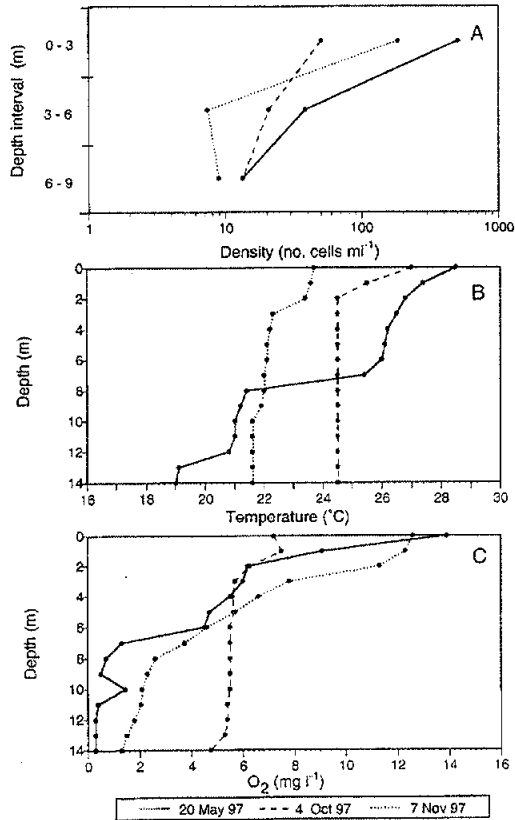 A
Depth interval (m)
0 - 3
3 - 6
6 - 9
1 10 100 1000
Density (no. cells ml-1)
B
Depth (m)
0
2
4
6
8
10
12
14
16 18 20 22 24 26 28 30
Temperature (°C)
C
Depth (m)
0
2
4
6
8
10
12
14
0 2 4 6 8 10 12 14 16
O2 (mg l-1)
20 May 97 4 Oct 97 7 Nov 97